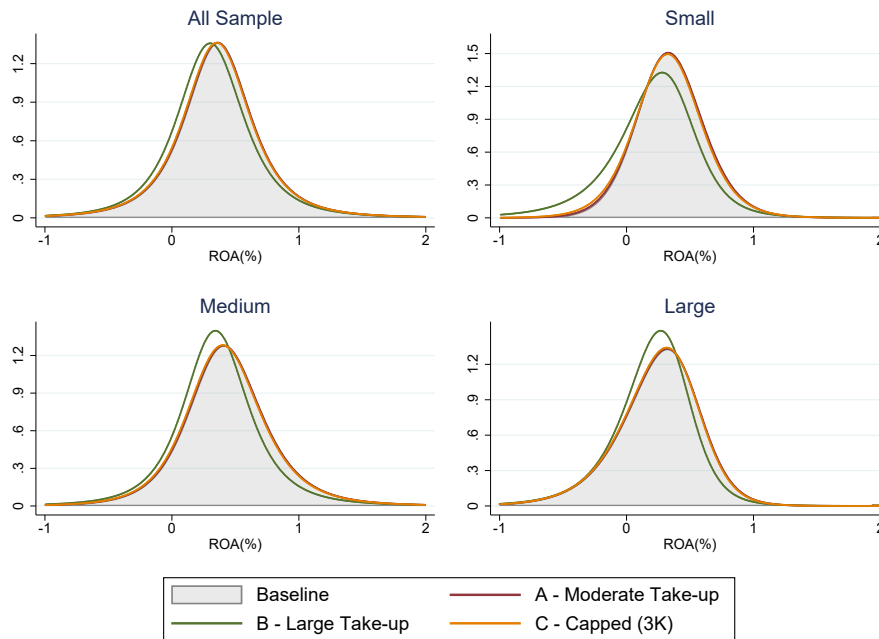 All Sample
0 .3 .6 .9 1.2
-1 0 1 2
ROA(%)
Small
0 .3 .6 .9 1.2 1.5
-1 0 1 2
ROA(%)
Medium
0 .3 .6 .9 1.2
-1 0 1 2
ROA(%)
Large
0 .3 .6 .9 1.2
-1 0 1 2
ROA(%)
Baseline
A - Moderate Take-up
B - Large Take-up
C - Capped (3K)